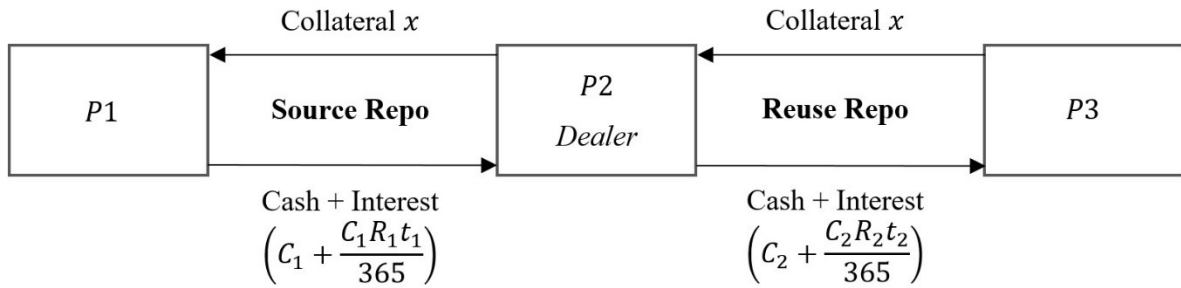 Collateral x
Collateral x
P1
Source Repo
P2
Dealer
Reuse Repo
P3
Cash + Interest
(C₁ + C₁R₁t₁/365)
Cash + Interest
(C₂ + C₂R₂t₂/365)